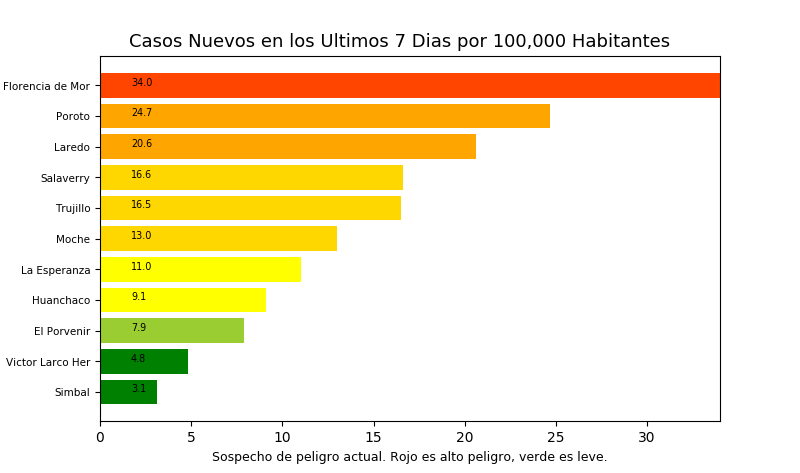 Casos Nuevos en los Ultimos 7 Dias por 100,000 Habitantes
Florencia de Mor 34.0
Poroto 24.7
Laredo 20.6
Salaverry 16.6
Trujillo 16.5
Moche 13.0
La Esperanza 11.0
Huanchaco 9.1
El Porvenir 7.9
Victor Larco Her 4.8
Simbal 3.1
0 5 10 15 20 25 30
Sospecho de peligro actual. Rojo es alto peligro, verde es leve.